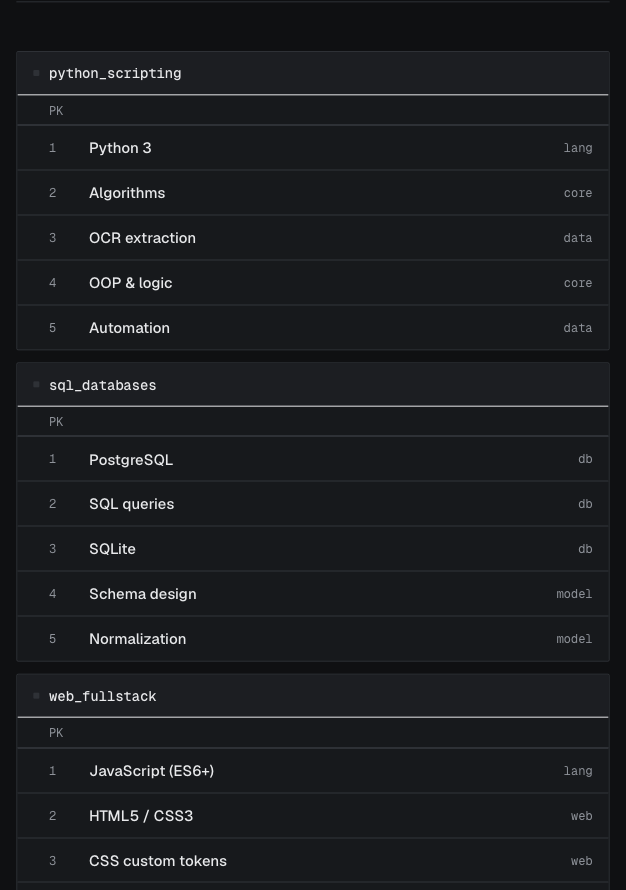 python_scripting
PK
1 Python 3 lang
2 Algorithms core
3 OCR extraction data
4 OOP & logic core
5 Automation data
sql_databases
PK
1 PostgreSQL db
2 SQL queries db
3 SQLite db
4 Schema design model
5 Normalization model
web_fullstack
PK
1 JavaScript (ES6+) lang
2 HTML5 / CSS3 web
3 CSS custom tokens web